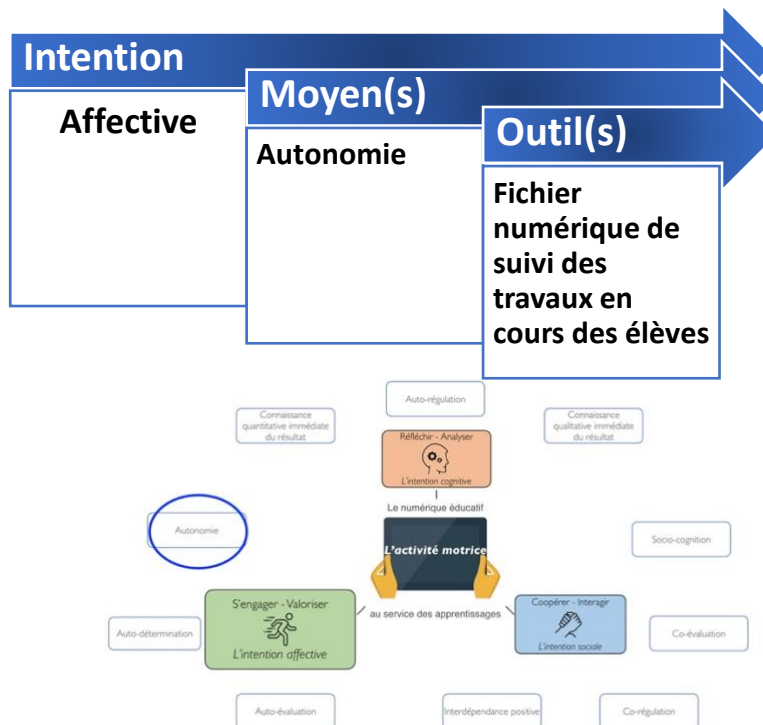 Intention
Affective
Moyen(s)
Autonomie
Outil(s)
Fichier
numérique de
suivi des
travaux en
cours des élèves
Auto-régulation
Connaissance
quantitative immédiate
du résultat
Connaissance
qualitative immédiate
du résultat
Réfléchir - Analyser
L'intention cognitive
Le numérique éducatif
Autonomie
L'activité motrice
Socio-cognition
S'engager - Valoriser
L'intention affective
au service des apprentissages
Coopérer - Interagir
L'intention sociale
Auto-détermination
Co-évaluation
Auto-évaluation
Interdépendance positive
Co-régulation